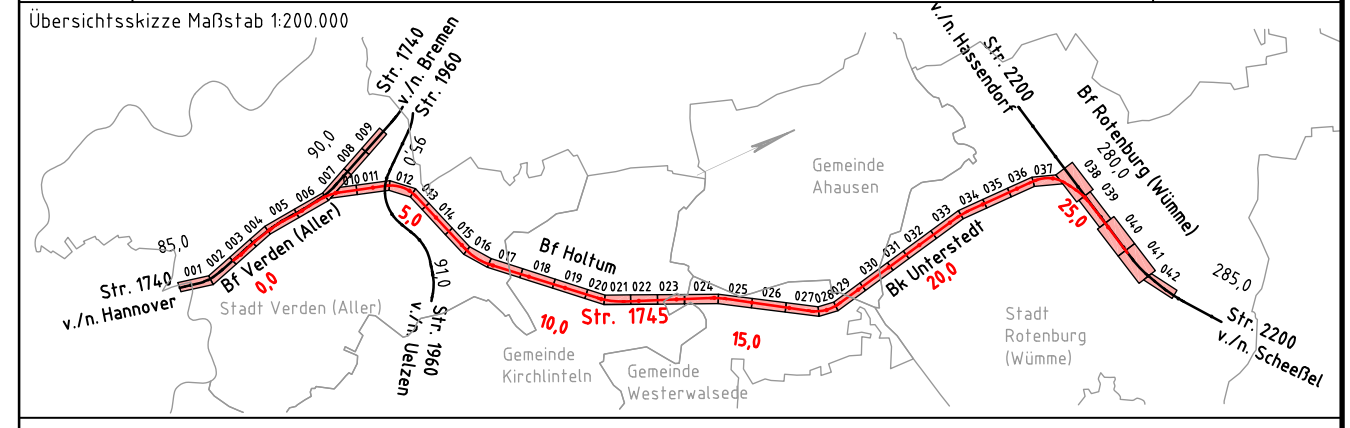 Übersichtsskizze Maßstab 1:200.000
Str. 1740
v./n. Bremen
Str. 1960
v./n. Hassendorf
Str. 2200
Bf Rotenburg (Wümme)
90,0
95,0
280,0
001
002
003
004
005
006
007
008
009
010
011
012
013
014
015
016
017
018
019
020
021
022
023
024
025
026
027
028
029
030
031
032
033
034
035
036
037
038
039
040
041
042
Gemeinde
Ahausen
85,0
5,0
25,0
Str. 1740
v./n. Hannover
Bf Verden (Aller)
0,0
Stadt Verden (Aller)
91,0
Str. 1960
v./n. Uelzen
Bf Holtum
10,0
Str. 1745
15,0
Bk Unterstedt
20,0
285,0
Str. 2200
v./n. Scheeßel
Gemeinde
Kirchlinteln
Gemeinde
Westerwalsede
Stadt
Rotenburg
(Wümme)